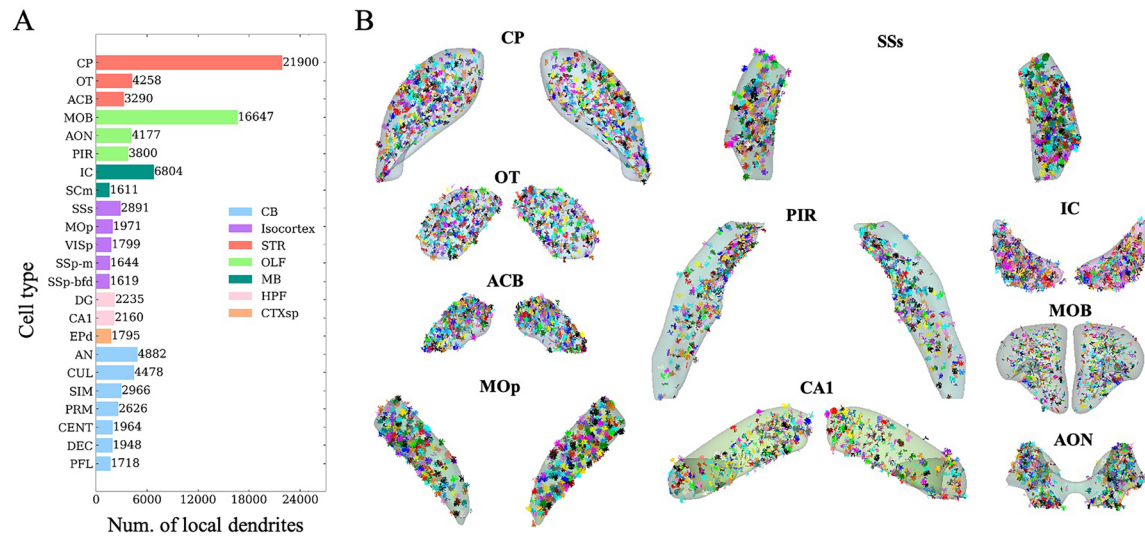 A
Cell type
CP 21900
OT 4258
ACB 3290
MOB 16647
AON 4177
PIR 3800
IC 6804
SCm 1611
SSs 2891
MOp 1971
VISp 1799
SSp-m 1644
SSp-bfd 1619
DG 2235
CA1 2160
EPd 1795
AN 4882
CUL 4478
SIM 2966
PRM 2626
CENT 1964
DEC 1948
PFL 1718
CB
Isocortex
STR
OLF
MB
HPF
CTXsp
0 6000 12000 18000 24000
Num. of local dendrites
B
CP
SSs
OT
PIR
IC
ACB
MOB
MOp
CA1
AON